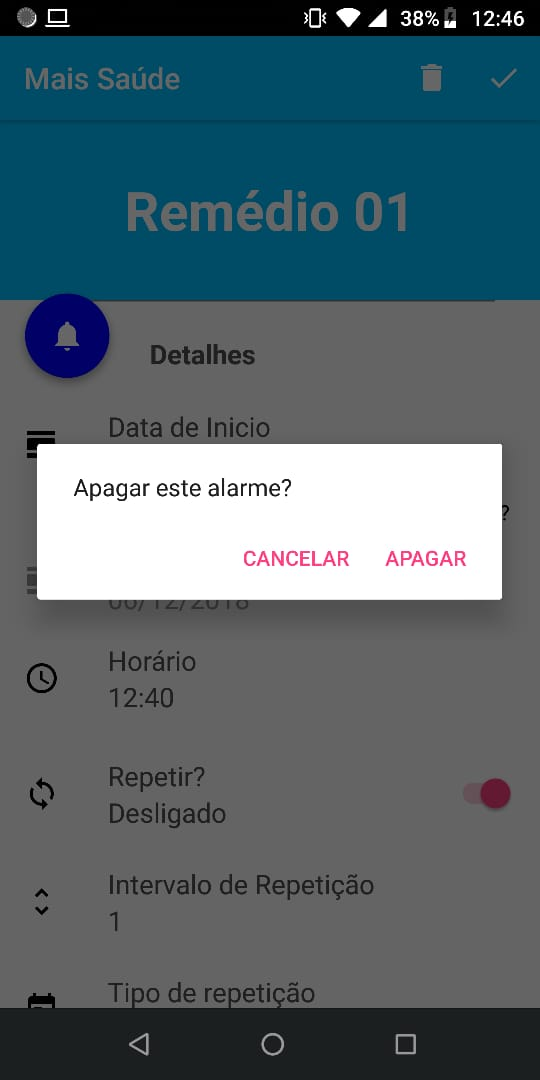 38% 12:46
Mais Saúde
Remédio 01
Detalhes
Data de Inicio
Apagar este alarme?
?
CANCELAR APAGAR
06/12/2018
Horário
12:40
Repetir?
Desligado
Intervalo de Repetição
1
Tipo de repetição